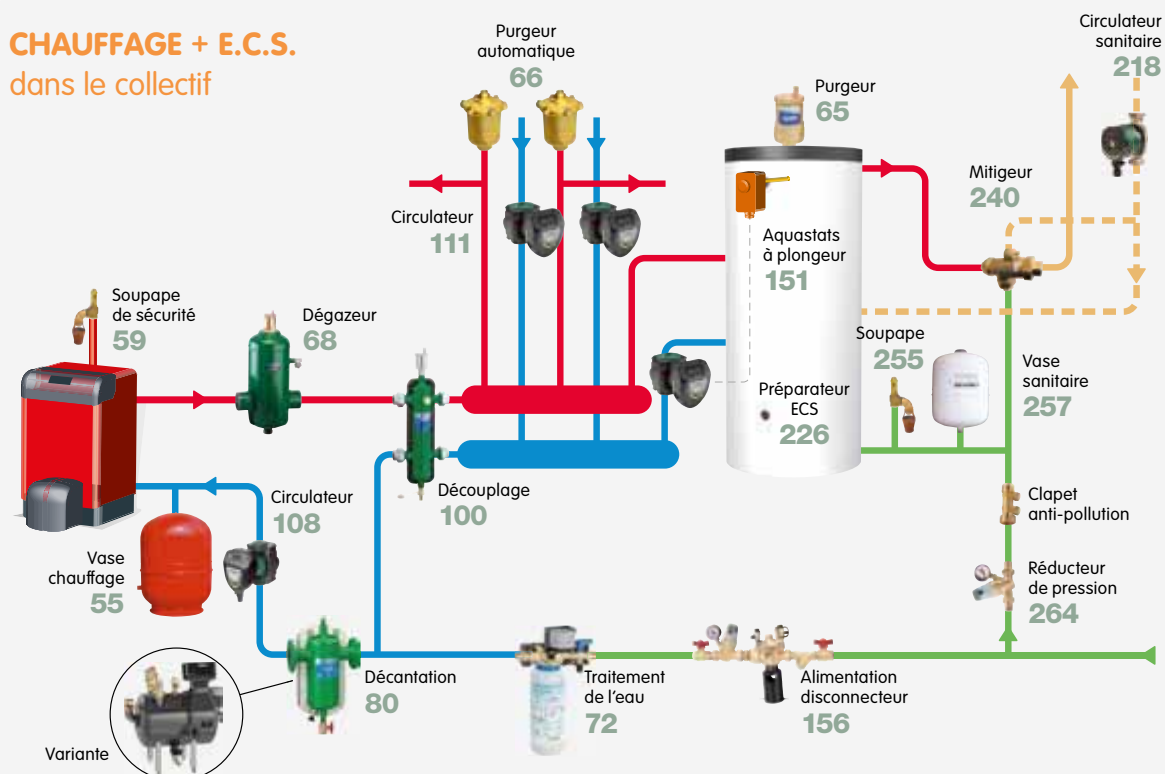 CHAUFFAGE + E.C.S.
dans le collectif
Purgeur
automatique
66
Purgeur
65
Circulateur
sanitaire
218
Mitigeur
240
Circulateur
111
Aquastats
à plongeur
151
Soupape
de sécurité
59
Dégazeur
68
Soupape
255
Vase
sanitaire
257
Préparateur
ECS
226
Découplage
100
Circulateur
108
Vase
chauffage
55
Clapet
anti-pollution
Réducteur
de pression
264
Décantation
80
Traitement
de l'eau
72
Alimentation
disconnecteur
156
Variante